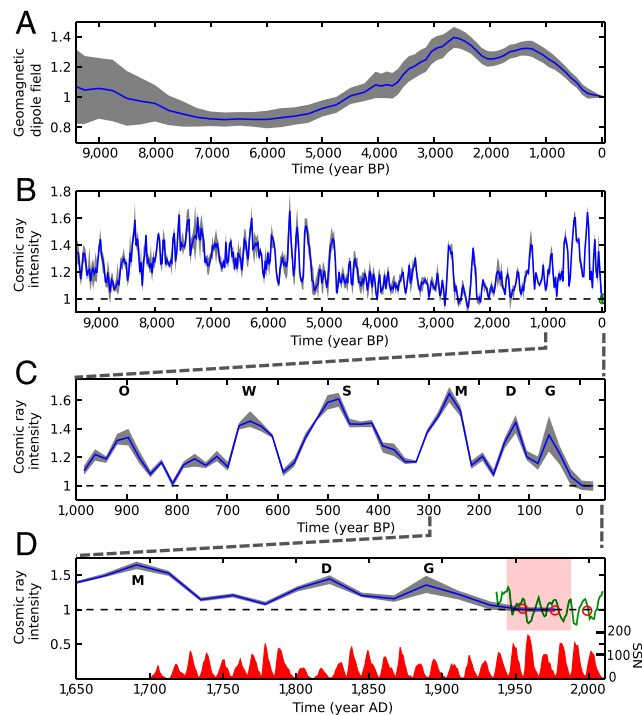 A
Geomagnetic
dipole field
1.4
1.2
1
0.8
9,000 8,000 7,000 6,000 5,000 4,000 3,000 2,000 1,000 0
Time (year BP)
B
Cosmic ray
intensity
1.8
1.6
1.4
1.2
1
9,000 8,000 7,000 6,000 5,000 4,000 3,000 2,000 1,000 0
Time (year BP)
C
O W S M D G
Cosmic ray
intensity
1.6
1.4
1.2
1
1,000 900 800 700 600 500 400 300 200 100 0
Time (year BP)
D
M D G
Cosmic ray
intensity
1.5
1
0.5
200
100
0
SSN
1,650 1,700 1,750 1,800 1,850 1,900 1,950 2,000
Time (year AD)